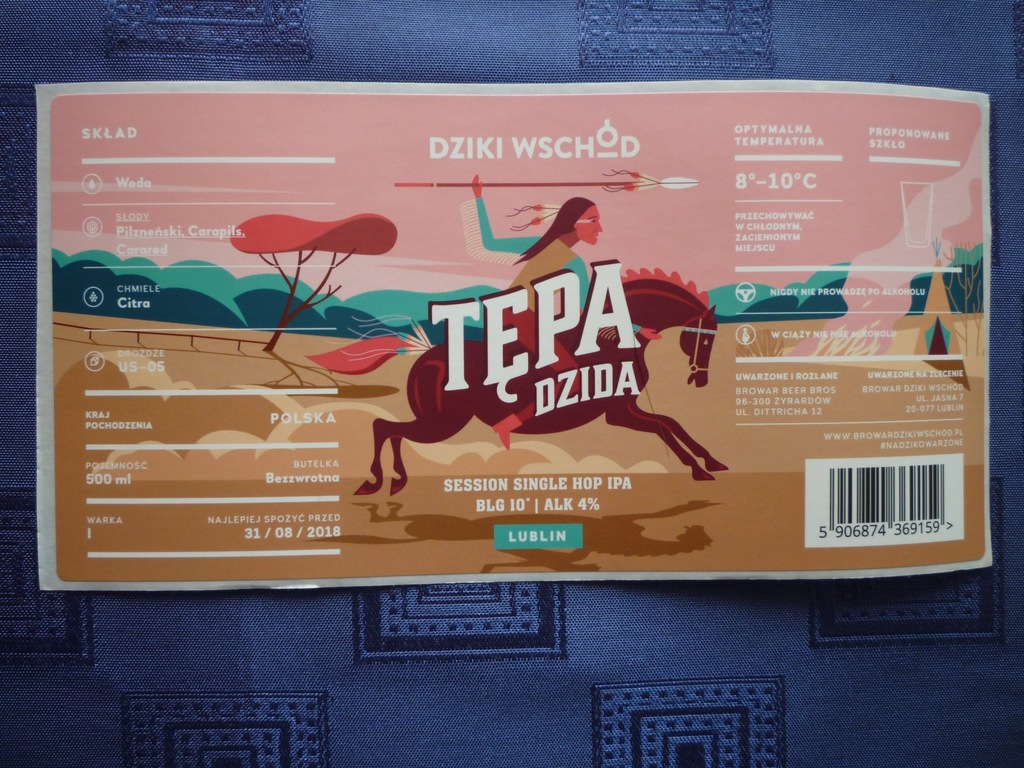 SKŁAD
Woda
SŁODY
Pilzneński, Carapils,
Carared
CHMIELE
Citra
DROŻDŻE
US-05
KRAJ
POCHODZENIA
POLSKA
POJEMNOŚĆ
500 ml
BUTELKA
Bezzwrotna
WARKA
I
NAJLEPIEJ SPOŻYĆ PRZED
31 / 08 / 2018
DZIKI WSCHÓD
TĘPA
DZIDA
SESSION SINGLE HOP IPA
BLG 10° | ALK 4%
LUBLIN
OPTYMALNA
TEMPERATURA
8°–10°C
PROPONOWANE
SZKŁO
PRZECHOWYWAĆ
W CHŁODNYM,
ZACIENIONYM
MIEJSCU
NIGDY NIE PROWADZĘ PO ALKOHOLU
W CIĄŻY NIE PIJĘ ALKOHOLU
UWARZONE I ROZLANE
BROWAR BEER BROS
96-300 ŻYRARDÓW
UL. DITTRICHA 12
UWARZONE NA ZLECENIE
BROWAR DZIKI WSCHÓD
UL. JASNA 7
20-077 LUBLIN
WWW.BROWARDZIKIWSCHOD.PL
#NADZIKOWARZONE
5 906874 369159 >